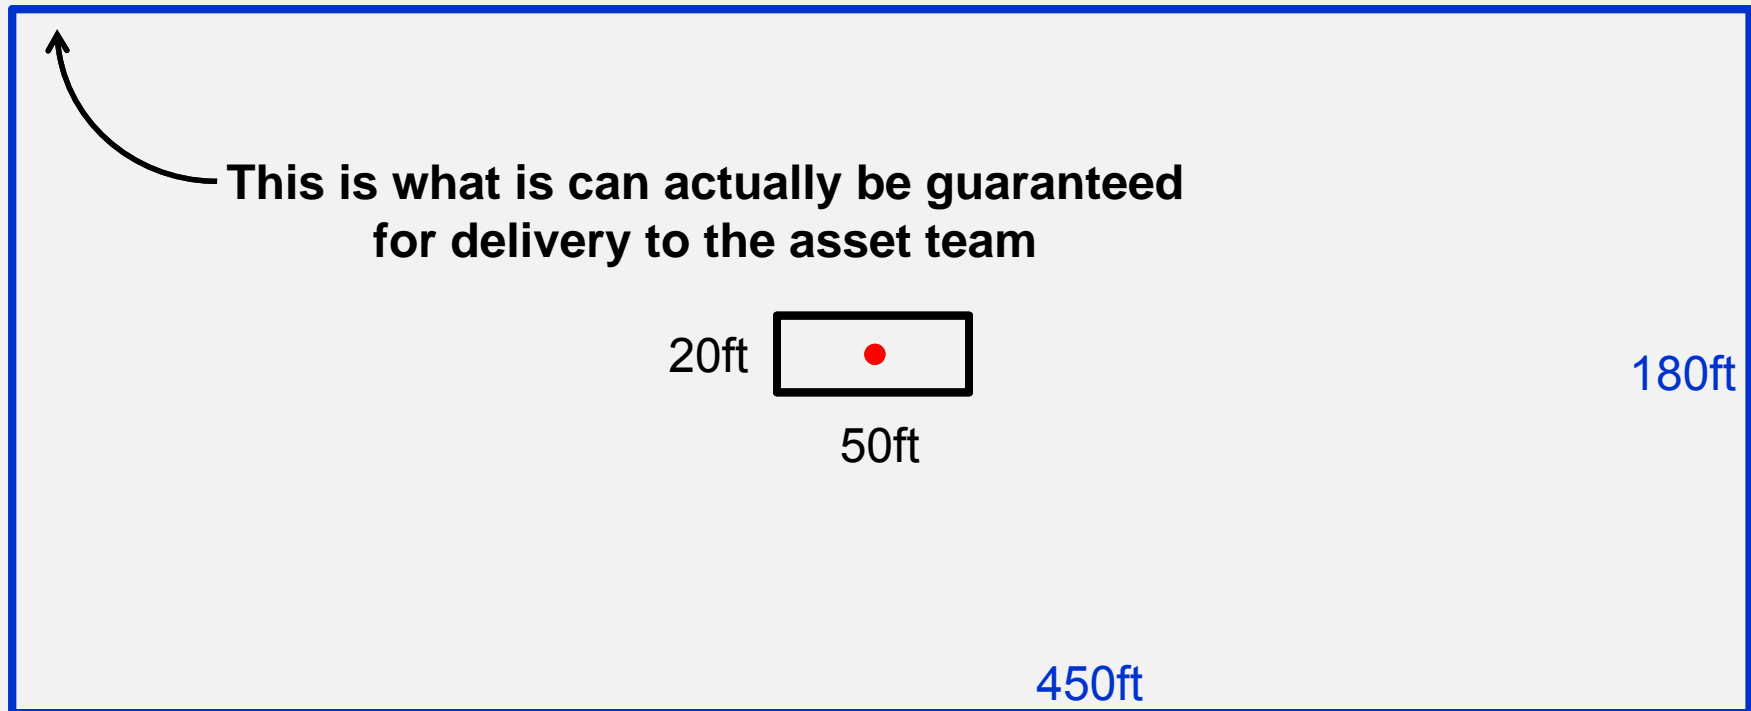 This is what is can actually be guaranteed
for delivery to the asset team
20ft
180ft
50ft
450ft